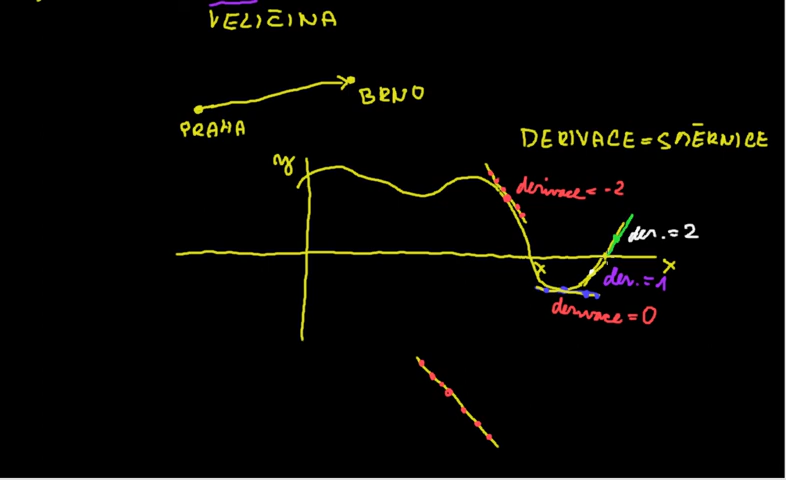 VELIČINA
BRNO
PRAHA
DERIVACE = SMĚRNICE
y
derivace = -2
der. = 2
x
x
der. = 1
derivace = 0